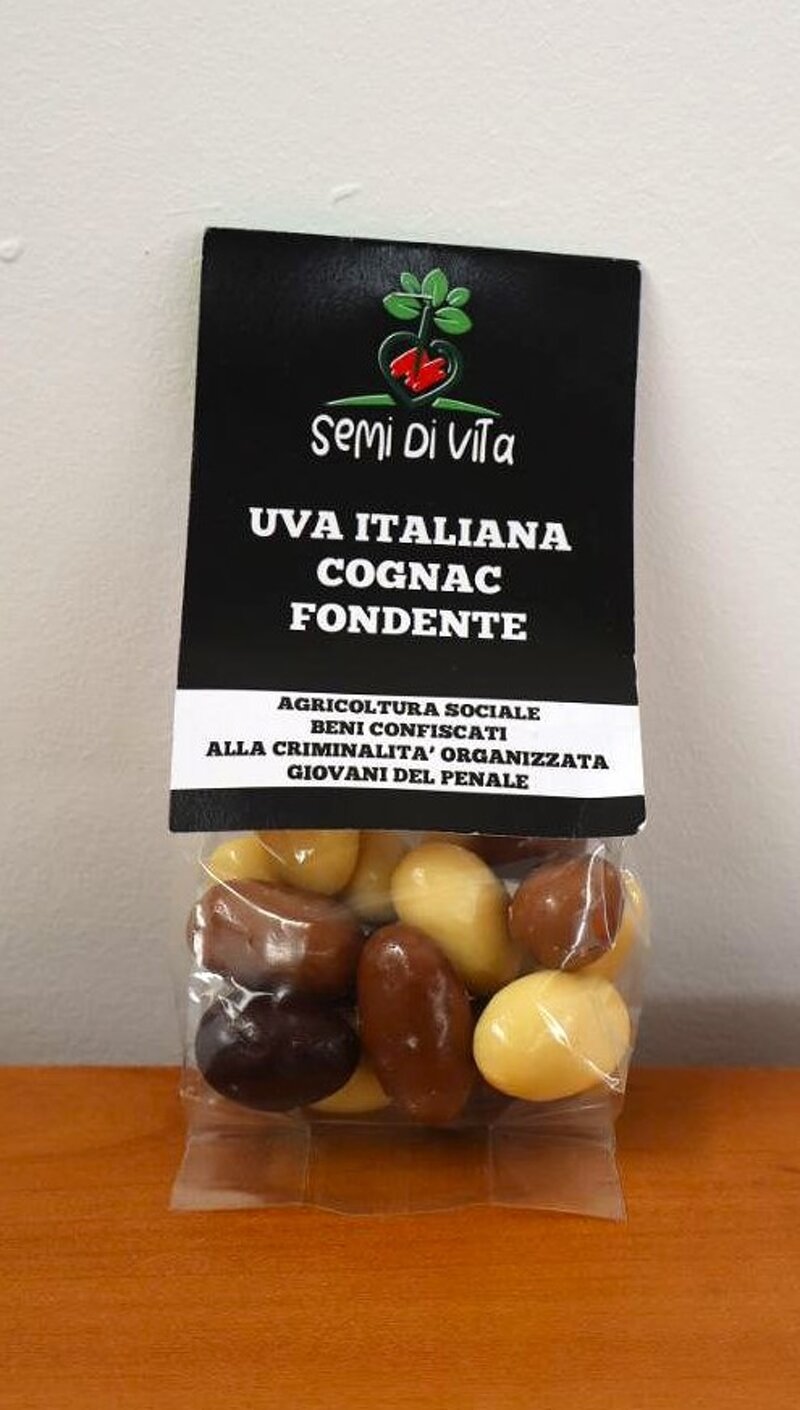 semi Di ViTa
UVA ITALIANA
COGNAC
FONDENTE
AGRICOLTURA SOCIALE
BENI CONFISCATI
ALLA CRIMINALITA' ORGANIZZATA
GIOVANI DEL PENALE